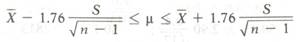 X̄ − 1.76 S/√(n − 1) ≤ μ ≤ X̄ + 1.76 S/√(n − 1)